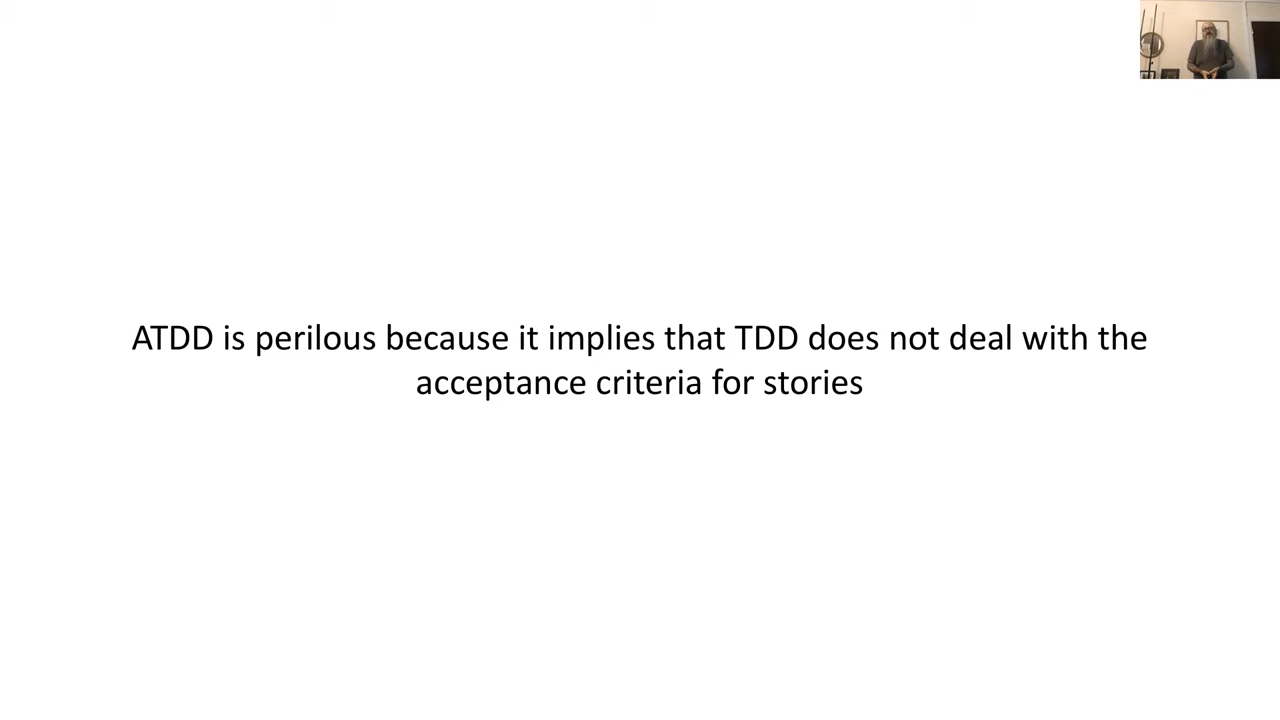 ATDD is perilous because it implies that TDD does not deal with the
acceptance criteria for stories